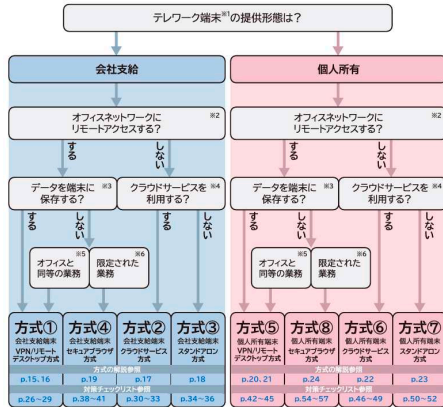 テレワーク端末※1の提供形態は？
会社支給
個人所有
オフィスネットワークに※2
リモートアクセスする？
オフィスネットワークに※2
リモートアクセスする？
する
しない
する
しない
データを端末に※3
保存する？
クラウドサービスを※4
利用する？
データを端末に※3
保存する？
クラウドサービスを※4
利用する？
する
しない
する
しない
する
しない
する
しない
オフィスと※5
同等の業務
限定された※6
業務
オフィスと※5
同等の業務
限定された※6
業務
方式① 方式④ 方式② 方式③
会社支給端末 会社支給端末 会社支給端末 会社支給端末
VPN/リモート セキュアブラウザ クラウドサービス スタンドアロン
デスクトップ方式 方式 方式 方式
方式の解説参照
p.15、16 p.19 p.17 p.18
対策チェックリスト参照
p.26～29 p.38～41 p.30～33 p.34～36
方式⑤ 方式⑧ 方式⑥ 方式⑦
個人所有端末 個人所有端末 個人所有端末 個人所有端末
VPN/リモート セキュアブラウザ クラウドサービス スタンドアロン
デスクトップ方式 方式 方式 方式
方式の解説参照
p.20、21 p.24 p.22 p.23
対策チェックリスト参照
p.42～45 p.54～57 p.46～49 p.50～52